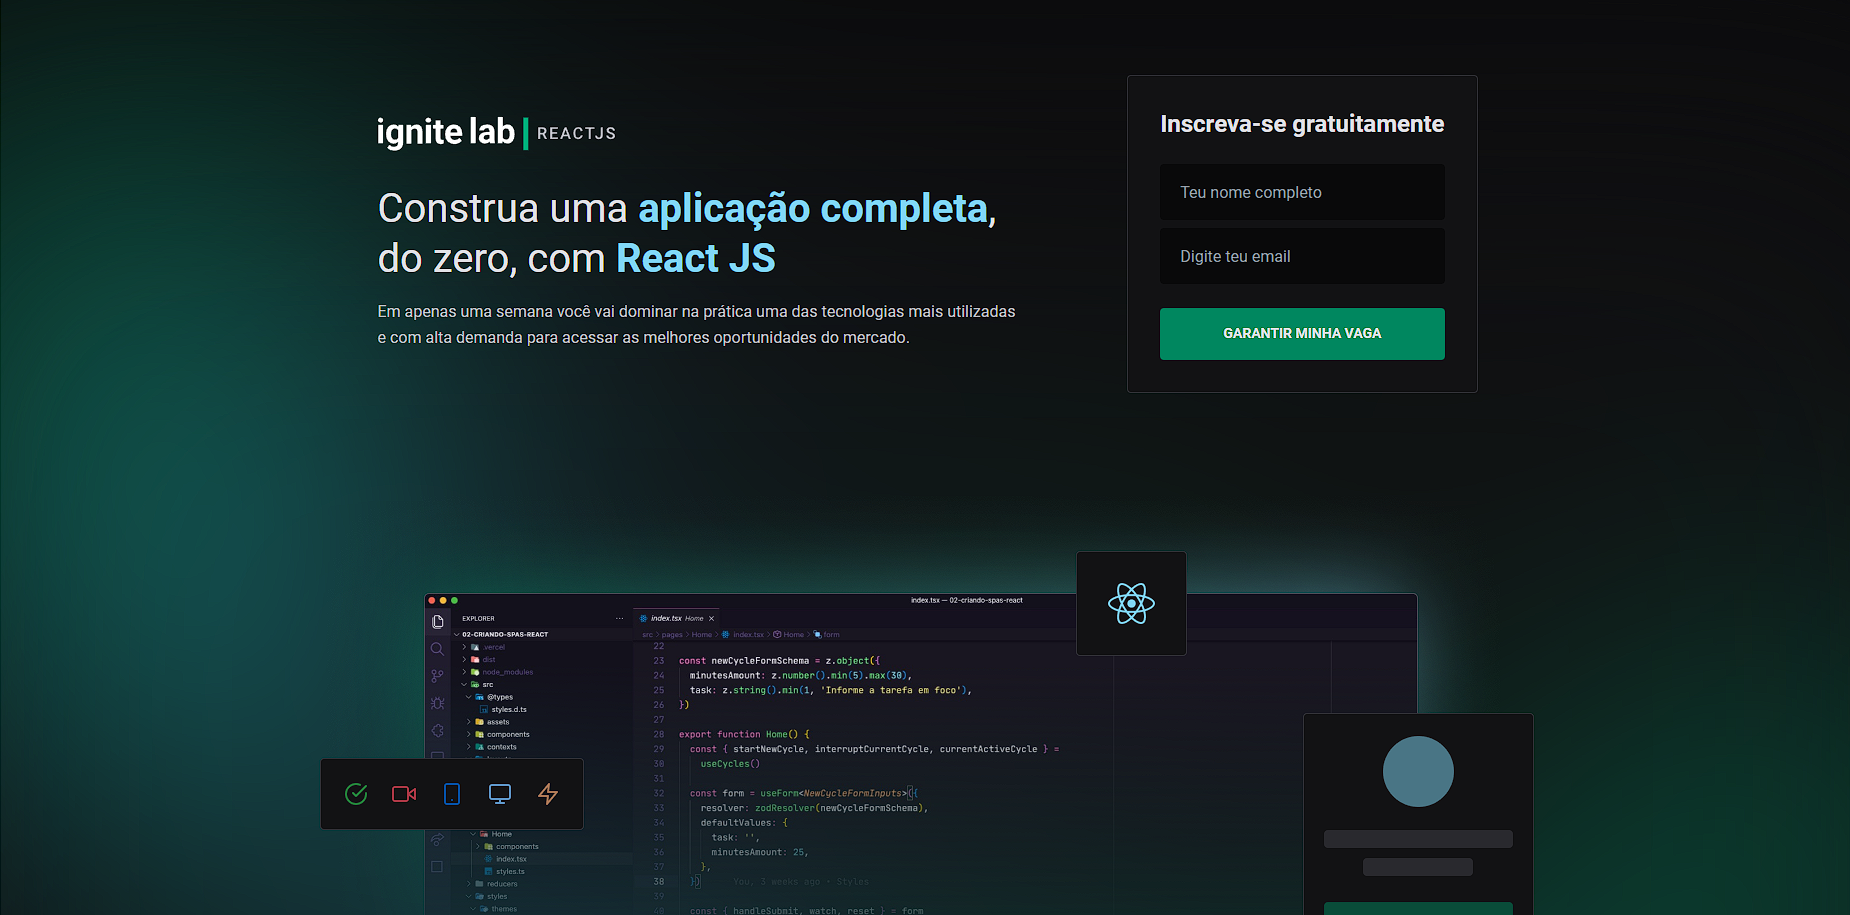 ignite lab | REACTJS
Construa uma aplicação completa,
do zero, com React JS
Em apenas uma semana você vai dominar na prática uma das tecnologias mais utilizadas
e com alta demanda para acessar as melhores oportunidades do mercado.
Inscreva-se gratuitamente
Teu nome completo
Digite teu email
GARANTIR MINHA VAGA
index.tsx — 02-criando-spas-react
EXPLORER
02-CRIANDO-SPAS-REACT
.vercel
dist
node_modules
src
@types
styles.d.ts
assets
components
contexts
Home
components
index.tsx
styles.ts
reducers
styles
themes
index.tsx Home
src > pages > Home > index.tsx > Home > form
22
23 const newCycleFormSchema = z.object({
24 minutesAmount: z.number().min(5).max(30),
25 task: z.string().min(1, 'Informe a tarefa em foco'),
26 })
27
28 export function Home() {
29 const { startNewCycle, interruptCurrentCycle, currentActiveCycle } =
30 useCycles()
31
32 const form = useForm<NewCycleFormInputs>({
33 resolver: zodResolver(newCycleFormSchema),
34 defaultValues: {
35 task: '',
36 minutesAmount: 25,
37 },
38 }) You, 3 weeks ago • Styles
39
40 const { handleSubmit, watch, reset } = form